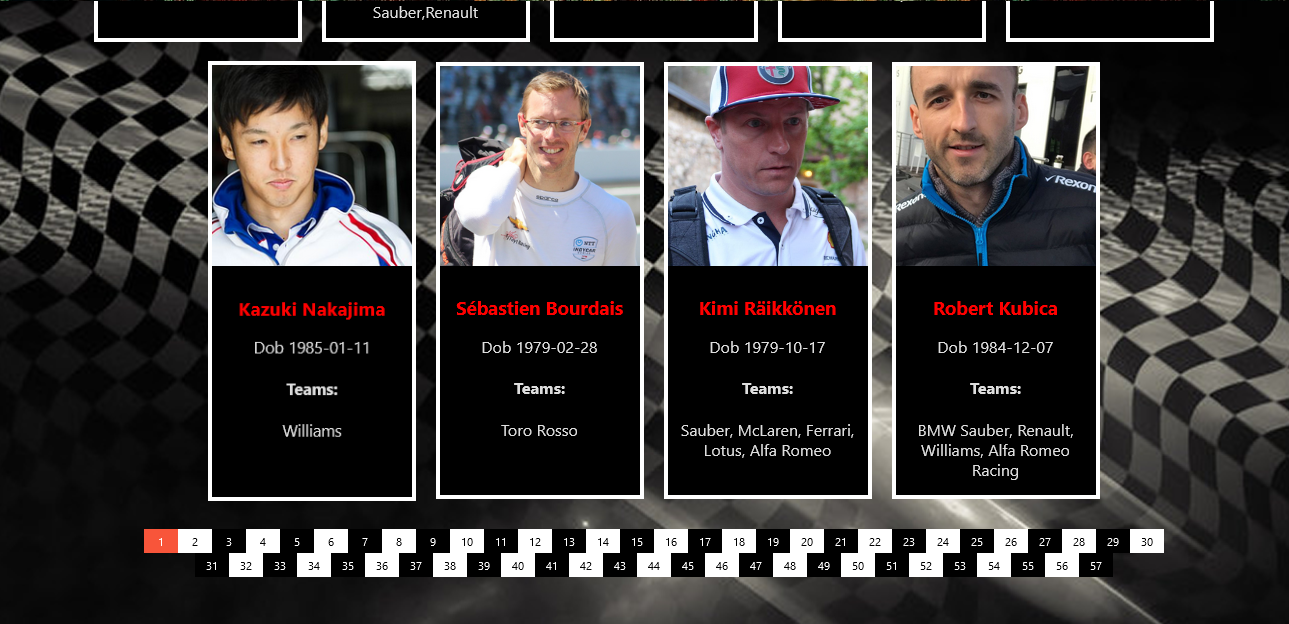 Sauber,Renault
sparco
NTT
INDYCAR
Rexona
Kazuki Nakajima
Sébastien Bourdais
Kimi Räikkönen
Robert Kubica
Dob 1985-01-11
Dob 1979-02-28
Dob 1979-10-17
Dob 1984-12-07
Teams:
Teams:
Teams:
Teams:
Williams
Toro Rosso
Sauber, McLaren, Ferrari,
Lotus, Alfa Romeo
BMW Sauber, Renault,
Williams, Alfa Romeo
Racing
1 2 3 4 5 6 7 8 9 10 11 12 13 14 15 16 17 18 19 20 21 22 23 24 25 26 27 28 29 30
31 32 33 34 35 36 37 38 39 40 41 42 43 44 45 46 47 48 49 50 51 52 53 54 55 56 57